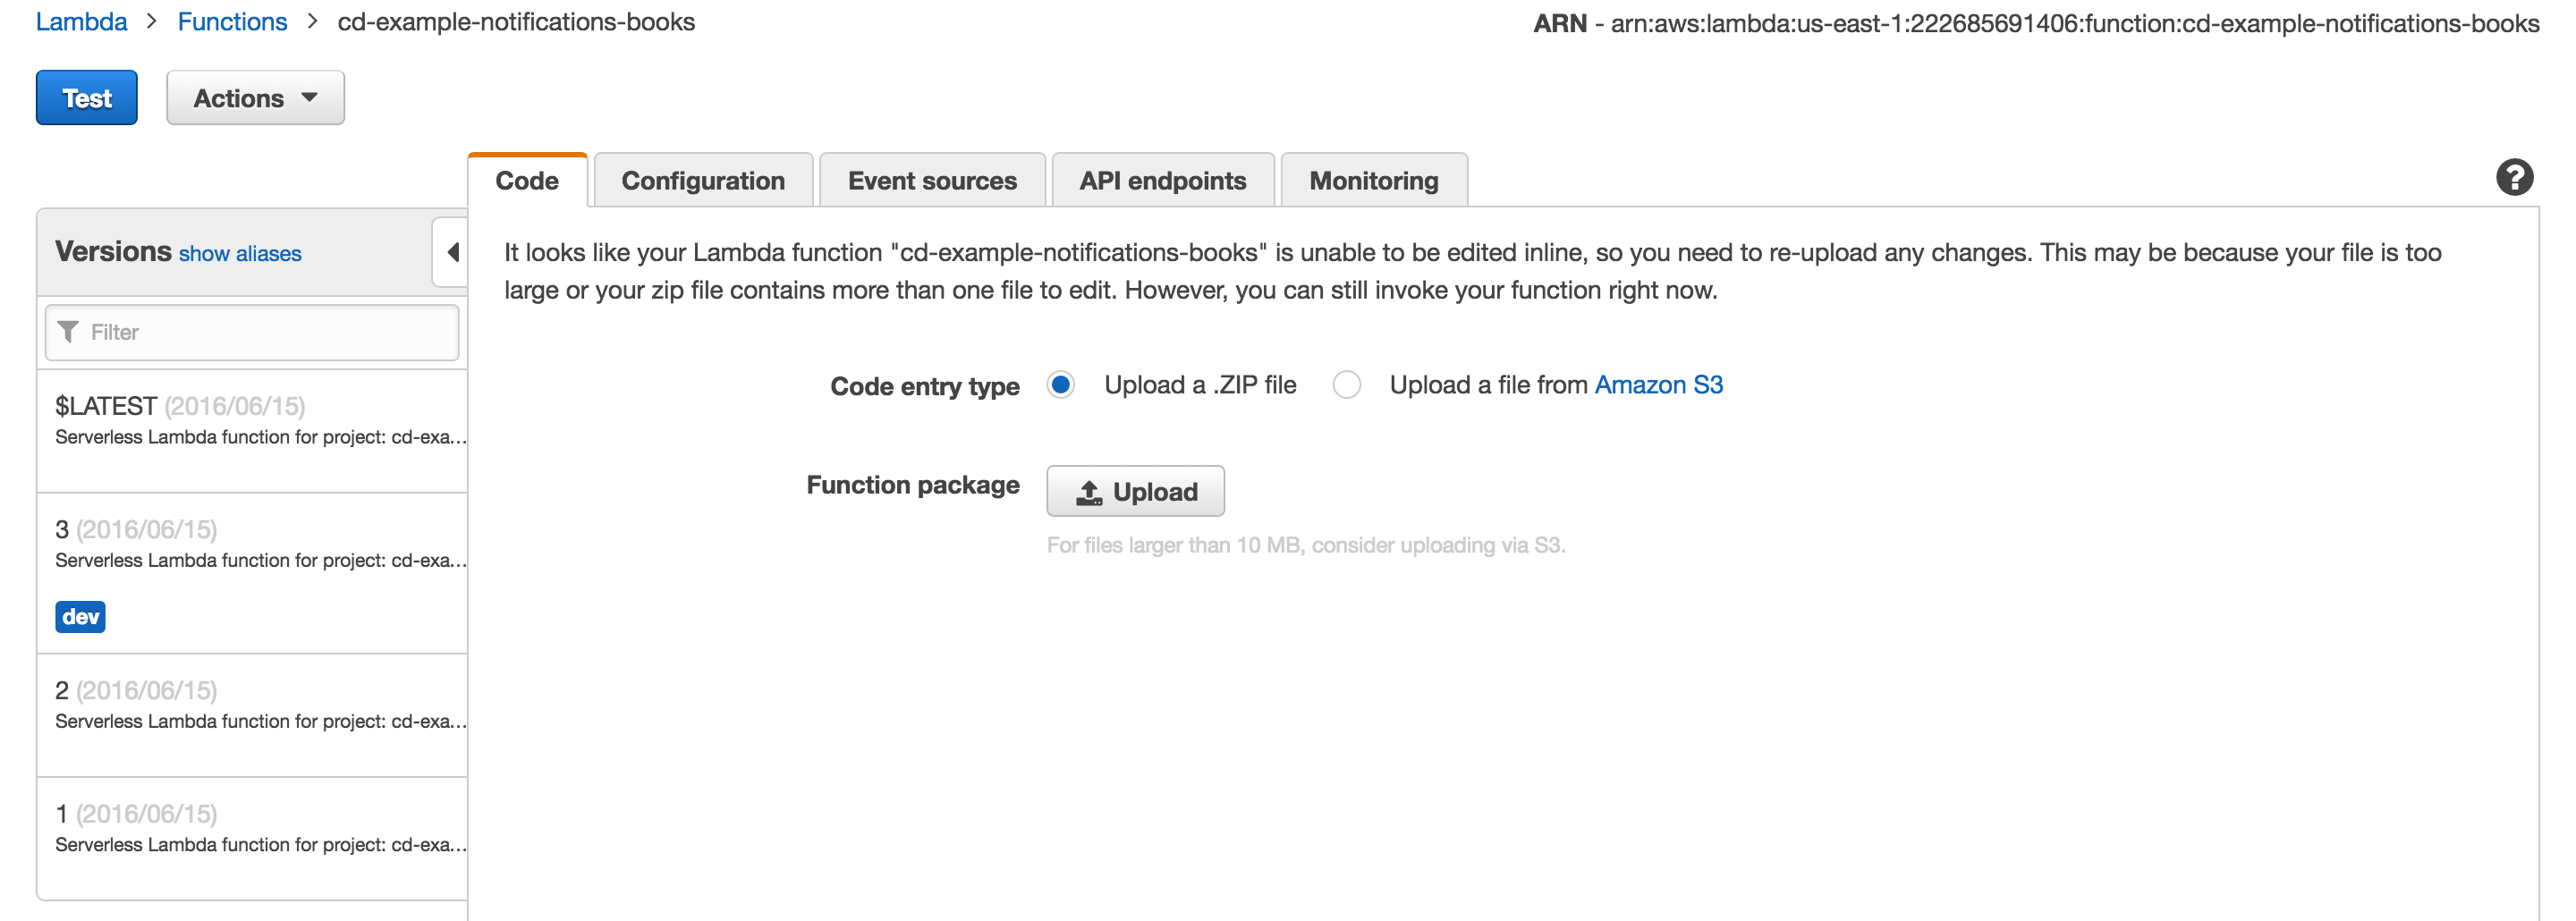 Lambda > Functions > cd-example-notifications-books
ARN - arn:aws:lambda:us-east-1:222685691406:function:cd-example-notifications-books
Test
Actions
Code
Configuration
Event sources
API endpoints
Monitoring
?
Versions show aliases
Filter
$LATEST (2016/06/15)
Serverless Lambda function for project: cd-exa...
3 (2016/06/15)
Serverless Lambda function for project: cd-exa...
dev
2 (2016/06/15)
Serverless Lambda function for project: cd-exa...
1 (2016/06/15)
Serverless Lambda function for project: cd-exa...
It looks like your Lambda function "cd-example-notifications-books" is unable to be edited inline, so you need to re-upload any changes. This may be because your file is too
large or your zip file contains more than one file to edit. However, you can still invoke your function right now.
Code entry type
Upload a .ZIP file
Upload a file from Amazon S3
Function package
Upload
For files larger than 10 MB, consider uploading via S3.